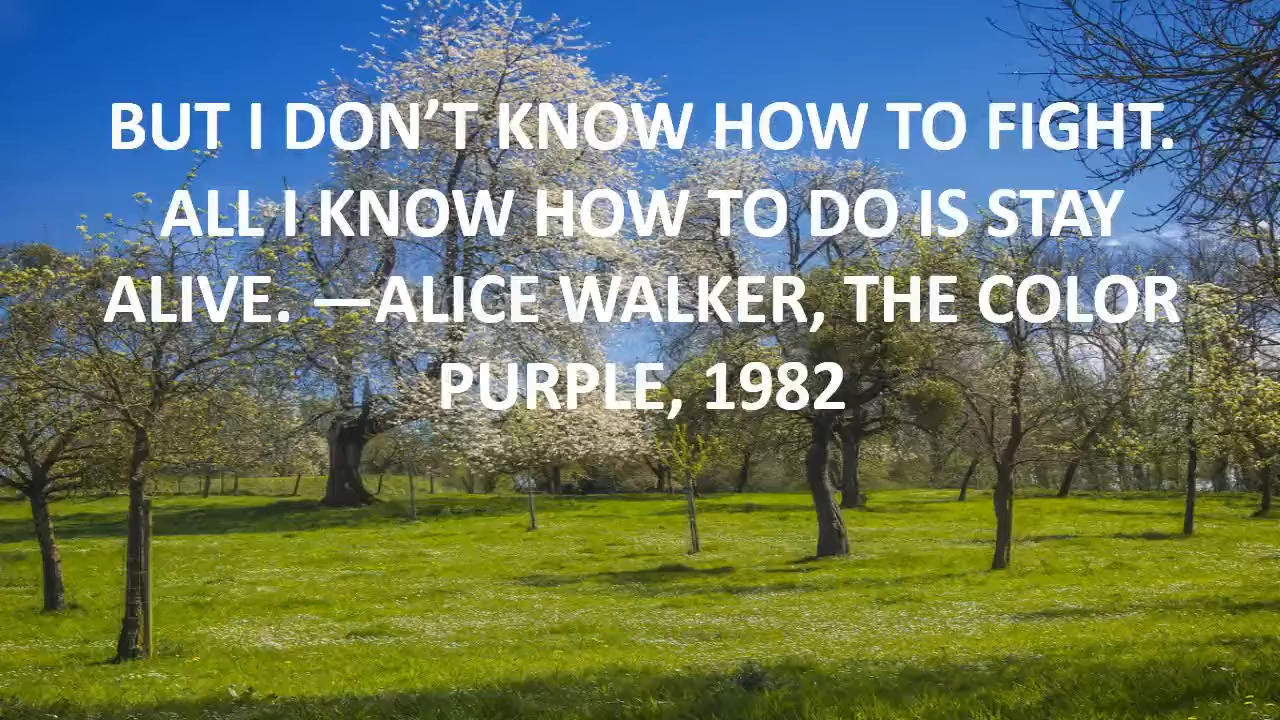 BUT I DON’T KNOW HOW TO FIGHT.
ALL I KNOW HOW TO DO IS STAY
ALIVE. —ALICE WALKER, THE COLOR
PURPLE, 1982